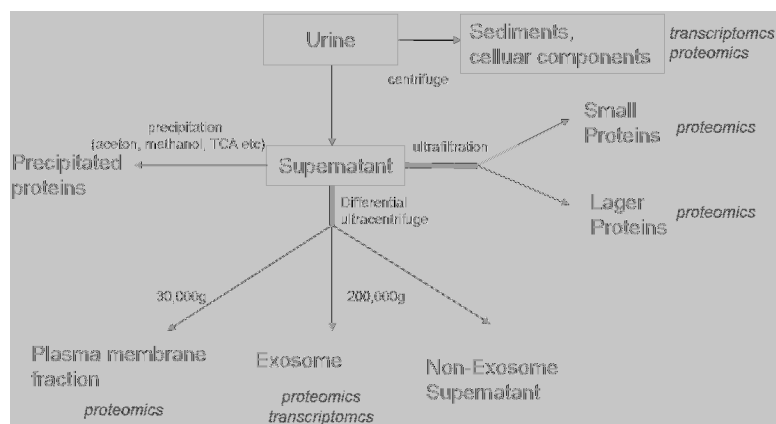 Urine
Sediments,
celluar components
transcriptomcs
proteomics
centrifuge
precipitation
(aceton, methanol, TCA etc)
Precipitated
proteins
Supernatant
ultrafiltration
Small
Proteins
proteomics
Lager
Proteins
proteomics
Differential
ultracentrifuge
30,000g
200,000g
Plasma membrane
fraction
proteomics
Exosome
proteomics
transcriptomcs
Non-Exosome
Supernatant